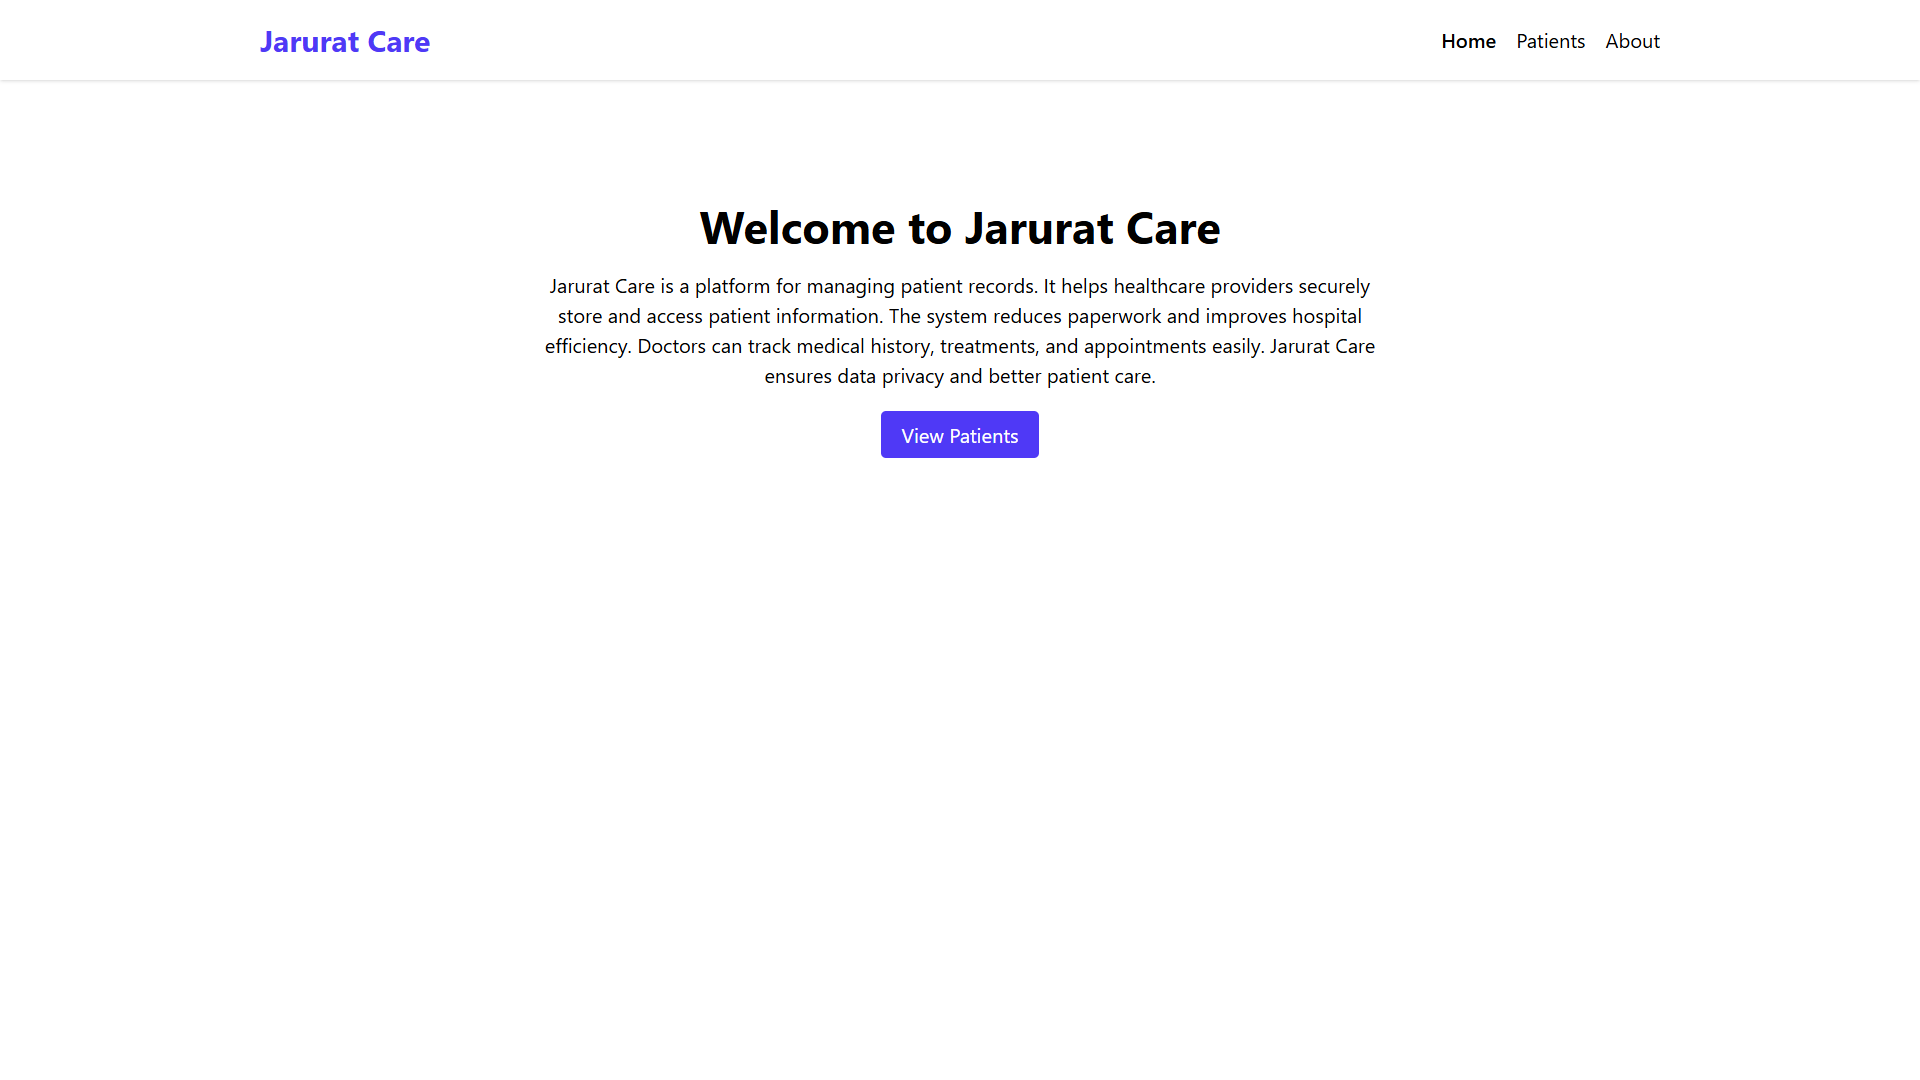 Jarurat Care
Home Patients About
Welcome to Jarurat Care
Jarurat Care is a platform for managing patient records. It helps healthcare providers securely
store and access patient information. The system reduces paperwork and improves hospital
efficiency. Doctors can track medical history, treatments, and appointments easily. Jarurat Care
ensures data privacy and better patient care.
View Patients